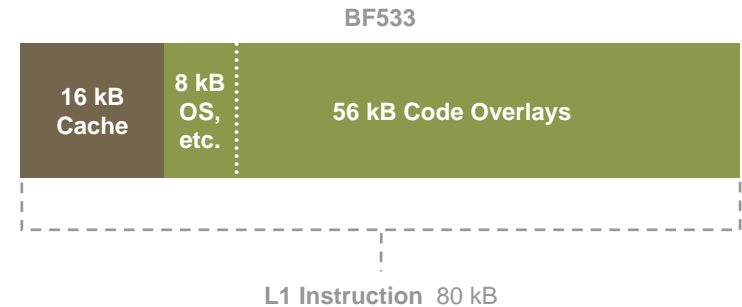 BF533
16 kB
Cache
8 kB
OS,
etc.
56 kB Code Overlays
L1 Instruction 80 kB